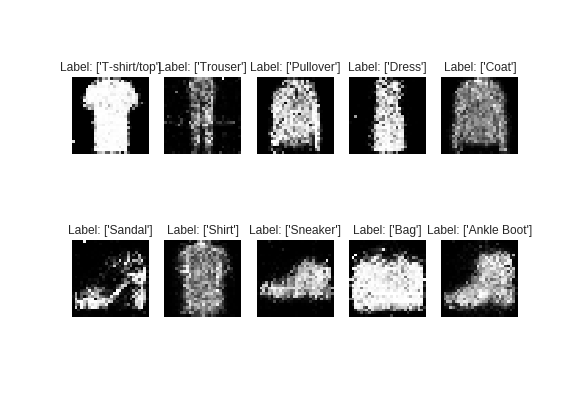 Label: ['T-shirt/top'] Label: ['Trouser'] Label: ['Pullover'] Label: ['Dress'] Label: ['Coat']
Label: ['Sandal'] Label: ['Shirt'] Label: ['Sneaker'] Label: ['Bag'] Label: ['Ankle Boot']